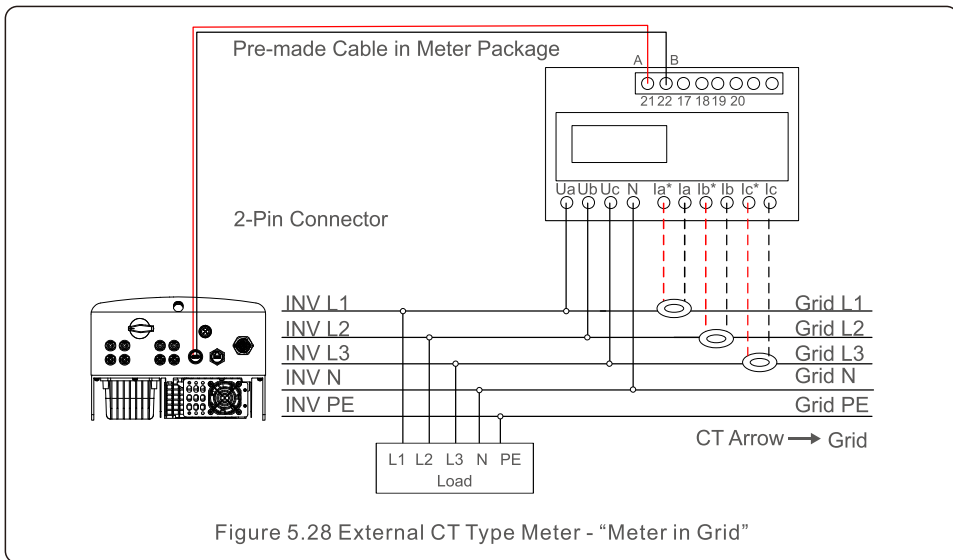 Pre-made Cable in Meter Package
A B
21 22 17 18 19 20
Ua Ub Uc N Ia* Ia Ib* Ib Ic* Ic
2-Pin Connector
INV L1 Grid L1
INV L2 Grid L2
INV L3 Grid L3
INV N Grid N
INV PE Grid PE
CT Arrow Grid
L1 L2 L3 N PE
Load
Figure 5.28 External CT Type Meter - “Meter in Grid”